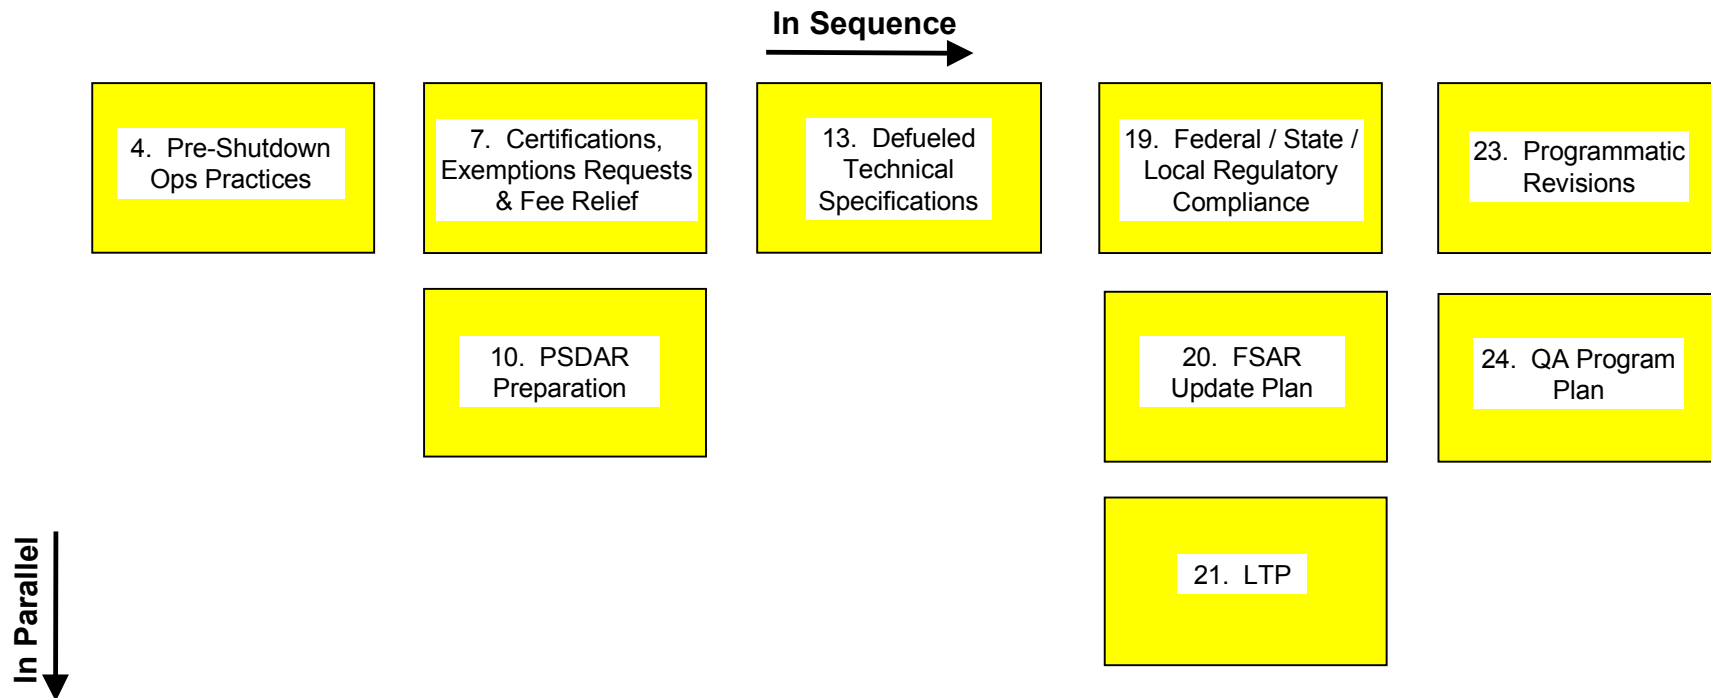 In Sequence
4. Pre-Shutdown
Ops Practices
7. Certifications,
Exemptions Requests
& Fee Relief
13. Defueled
Technical
Specifications
19. Federal / State /
Local Regulatory
Compliance
23. Programmatic
Revisions
10. PSDAR
Preparation
20. FSAR
Update Plan
24. QA Program
Plan
21. LTP
In Parallel